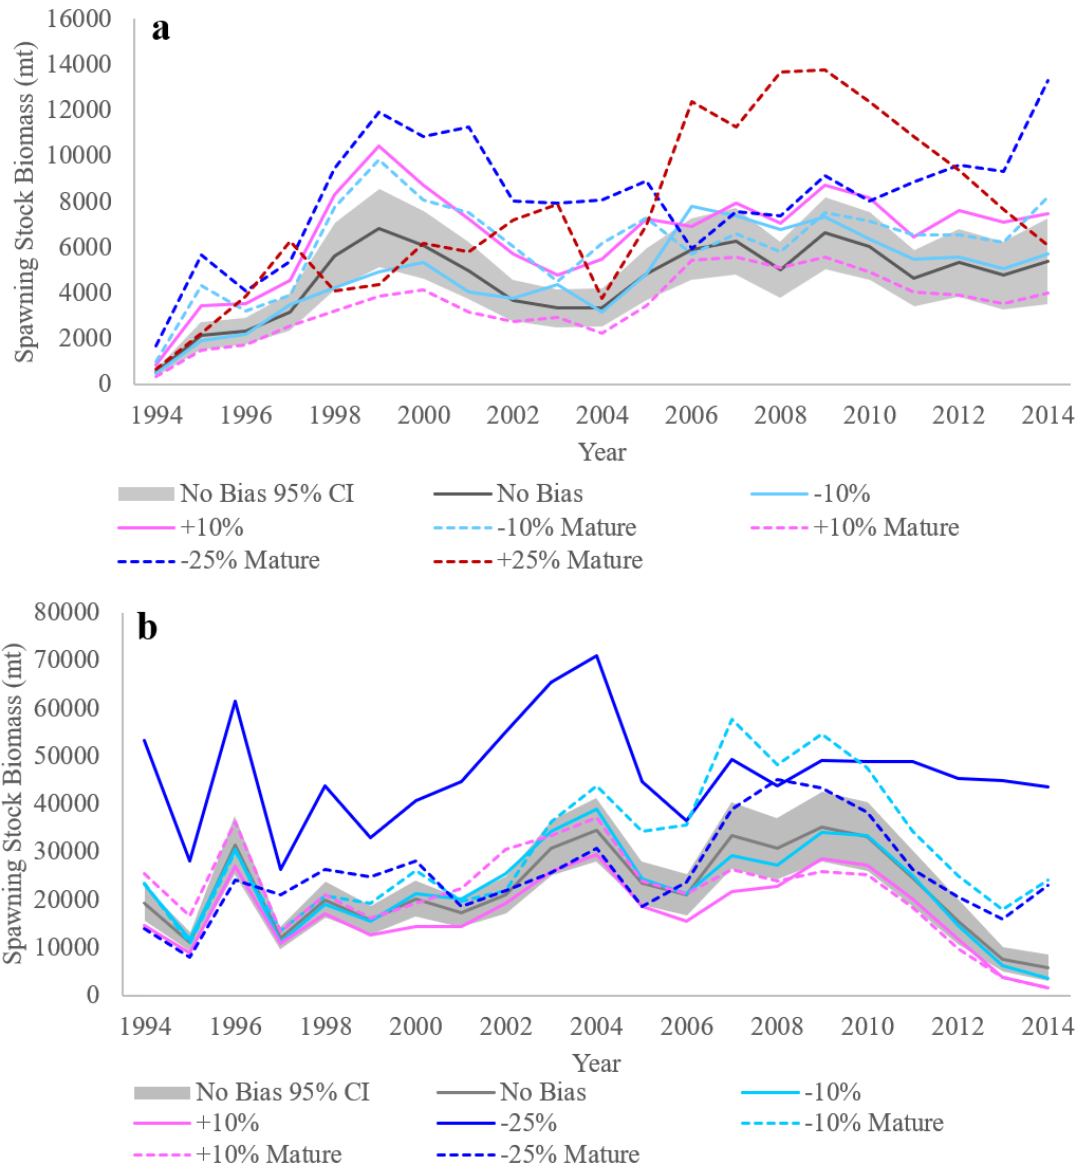 a
16000
14000
12000
10000
8000
6000
4000
2000
0
Spawning Stock Biomass (mt)
1994 1996 1998 2000 2002 2004 2006 2008 2010 2012 2014
Year
No Bias 95% CI No Bias -10%
+10% -10% Mature +10% Mature
-25% Mature +25% Mature
b
80000
70000
60000
50000
40000
30000
20000
10000
0
Spawning Stock Biomass (mt)
1994 1996 1998 2000 2002 2004 2006 2008 2010 2012 2014
Year
No Bias 95% CI No Bias -10%
+10% -25% -10% Mature
+10% Mature -25% Mature